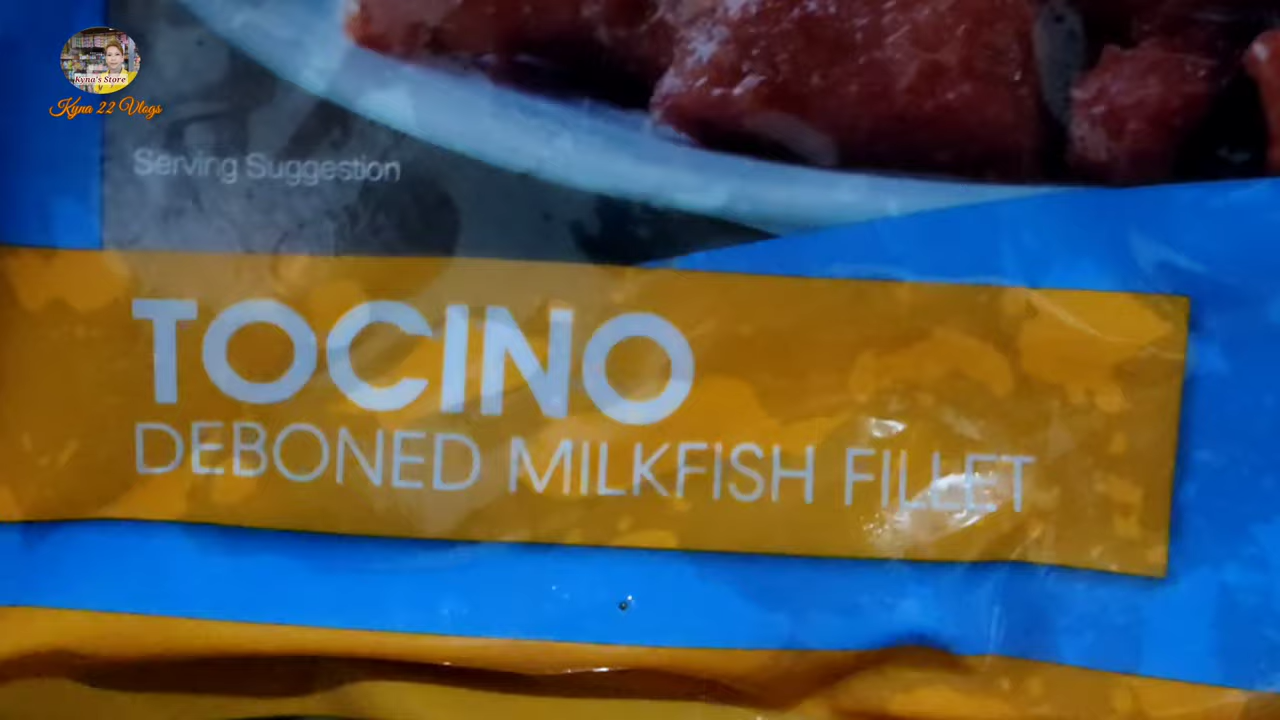 Kyna's Store
Kyna 22 Vlogs
Serving Suggestion
TOCINO
DEBONED MILKFISH FILLET